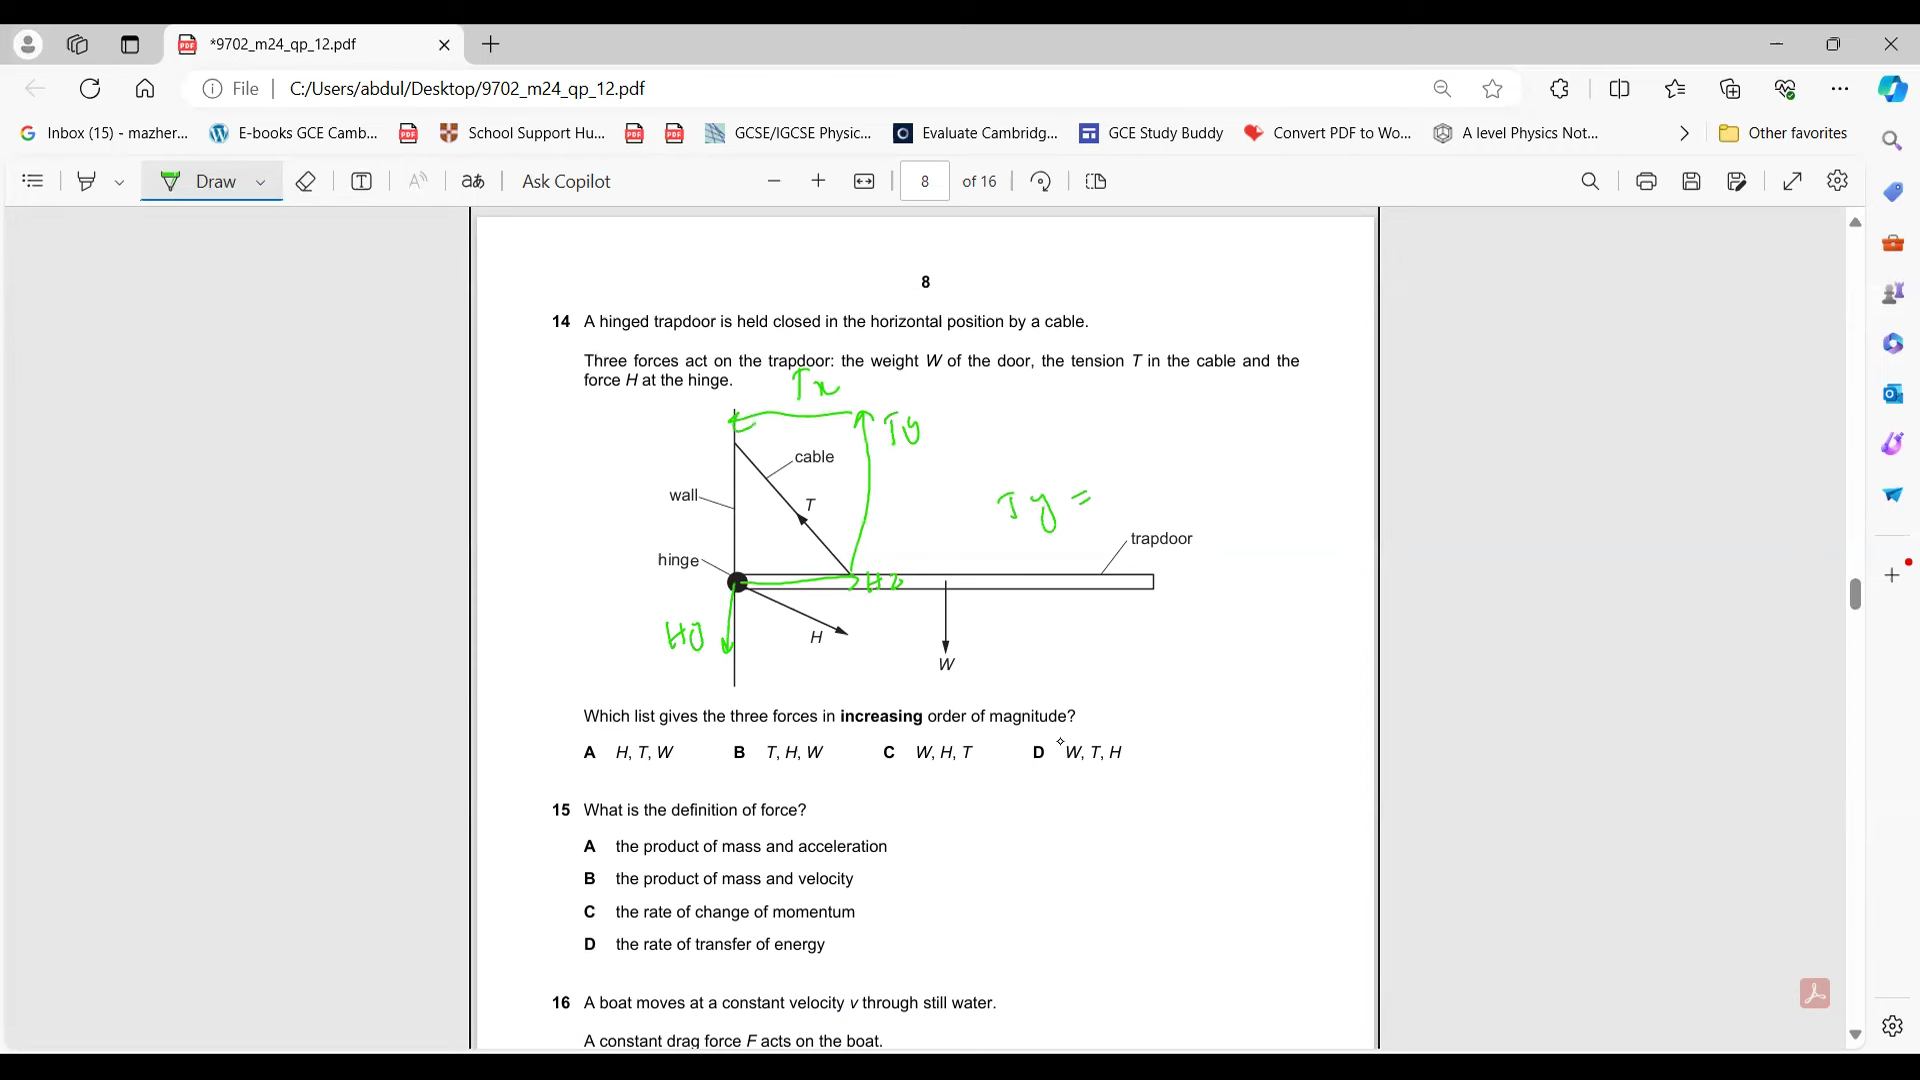 *9702_m24_qp_12.pdf
File C:/Users/abdul/Desktop/9702_m24_qp_12.pdf
Inbox (15) - mazher... E-books GCE Camb... School Support Hu... GCSE/IGCSE Physic... Evaluate Cambridg... GCE Study Buddy Convert PDF to Wo... A level Physics Not... Other favorites
Draw aあ Ask Copilot 8 of 16
8
14 A hinged trapdoor is held closed in the horizontal position by a cable.
Three forces act on the trapdoor: the weight W of the door, the tension T in the cable and the
force H at the hinge.
Tx
Ty
cable
wall
T
Ty =
trapdoor
hinge
H
W
Which list gives the three forces in increasing order of magnitude?
A H, T, W B T, H, W C W, H, T D W, T, H
15 What is the definition of force?
A the product of mass and acceleration
B the product of mass and velocity
C the rate of change of momentum
D the rate of transfer of energy
16 A boat moves at a constant velocity v through still water.
A constant drag force F acts on the boat.